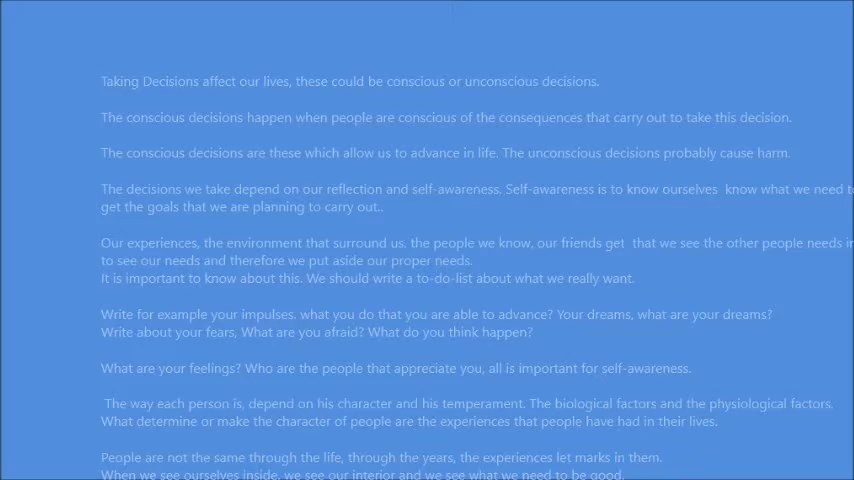 Taking Decisions affect our lives, these could be conscious or unconscious decisions.
The conscious decisions happen when people are conscious of the consequences that carry out to take this decision.
The conscious decisions are these which allow us to advance in life. The unconscious decisions probably cause harm.
The decisions we take depend on our reflection and self-awareness. Self-awareness is to know ourselves  know what we need to
get the goals that we are planning to carry out..
Our experiences, the environment that surround us. the people we know, our friends get  that we see the other people needs in
to see our needs and therefore we put aside our proper needs.
It is important to know about this. We should write a to-do-list about what we really want.
Write for example your impulses. what you do that you are able to advance? Your dreams, what are your dreams?
Write about your fears, What are you afraid? What do you think happen?
What are your feelings? Who are the people that appreciate you, all is important for self-awareness.
The way each person is, depend on his character and his temperament. The biological factors and the physiological factors.
What determine or make the character of people are the experiences that people have had in their lives.
People are not the same through the life, through the years, the experiences let marks in them.
When we see ourselves inside, we see our interior and we see what we need to be good.